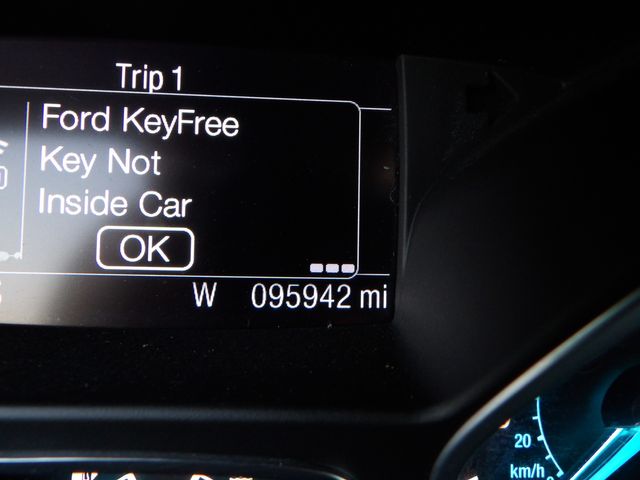 Trip 1
Ford KeyFree
Key Not
Inside Car
OK
W 095942 mi
20
km/h